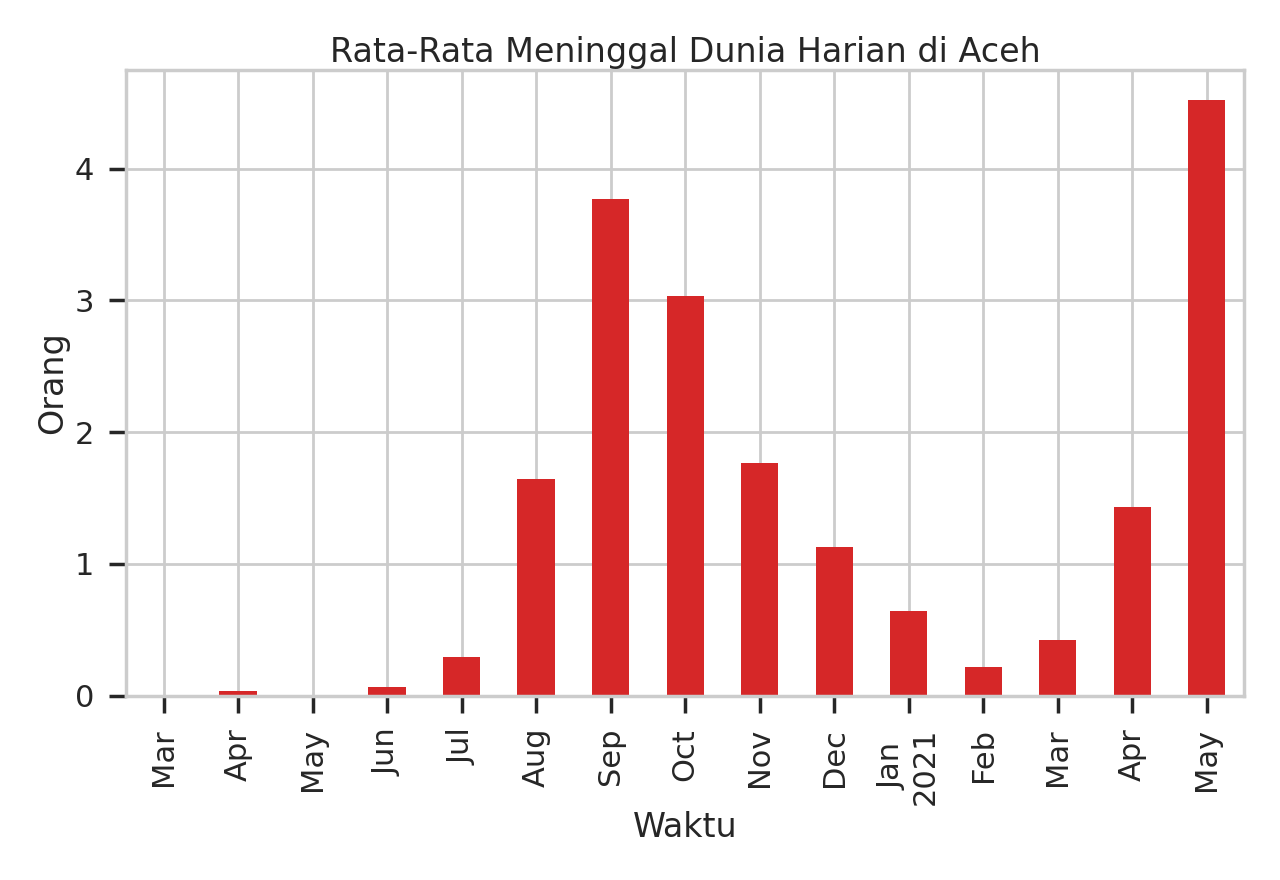 Rata-Rata Meninggal Dunia Harian di Aceh
4
3
2
1
0
Orang
Mar
Apr
May
Jun
Jul
Aug
Sep
Oct
Nov
Dec
Jan
2021
Feb
Mar
Apr
May
Waktu